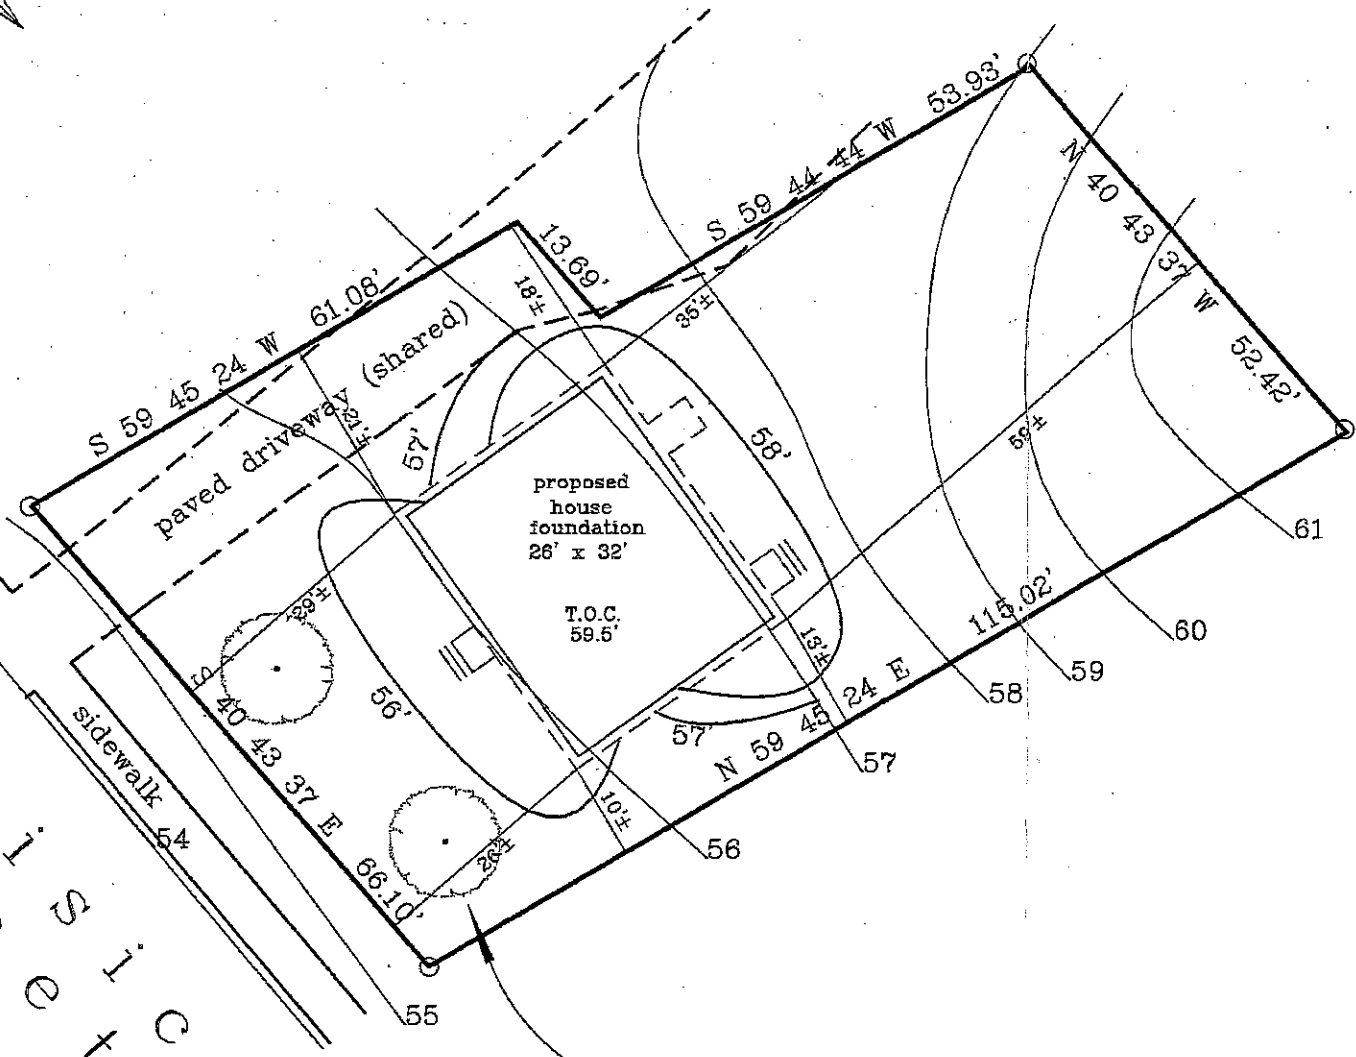 S 59 45 24 W 61.08'
13.69'
S 59 44 44 W 53.93'
N 40 43 37 W 52.42'
paved driveway (shared)
18'±
35'±
21'±
57'
58'
proposed
house
foundation
26' x 32'
T.O.C.
59.5'
29'±
13'±
61
115.02'
60
59
58
N 59 45 24 E
57'
57
56'
S 40 43 37 E 66.10'
sidewalk
54
10'±
26'±
56
55